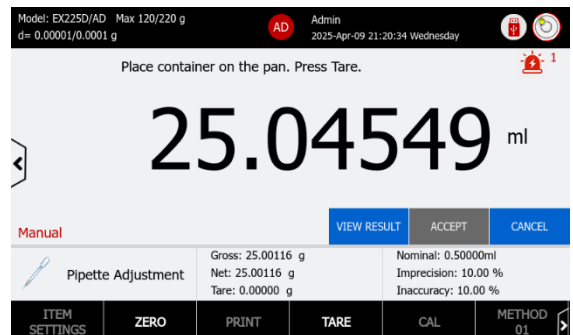 Model: EX225D/AD Max 120/220 g
d= 0.00001/0.0001 g
AD
Admin
2025-Apr-09 21:20:34 Wednesday
Place container on the pan. Press Tare.
1
25.04549 ml
Manual
VIEW RESULT ACCEPT CANCEL
Pipette Adjustment
Gross: 25.00116 g
Net: 25.00116 g
Tare: 0.00000 g
Nominal: 0.50000ml
Imprecision: 10.00 %
Inaccuracy: 10.00 %
ITEM
SETTINGS
ZERO
PRINT
TARE
CAL
METHOD
01